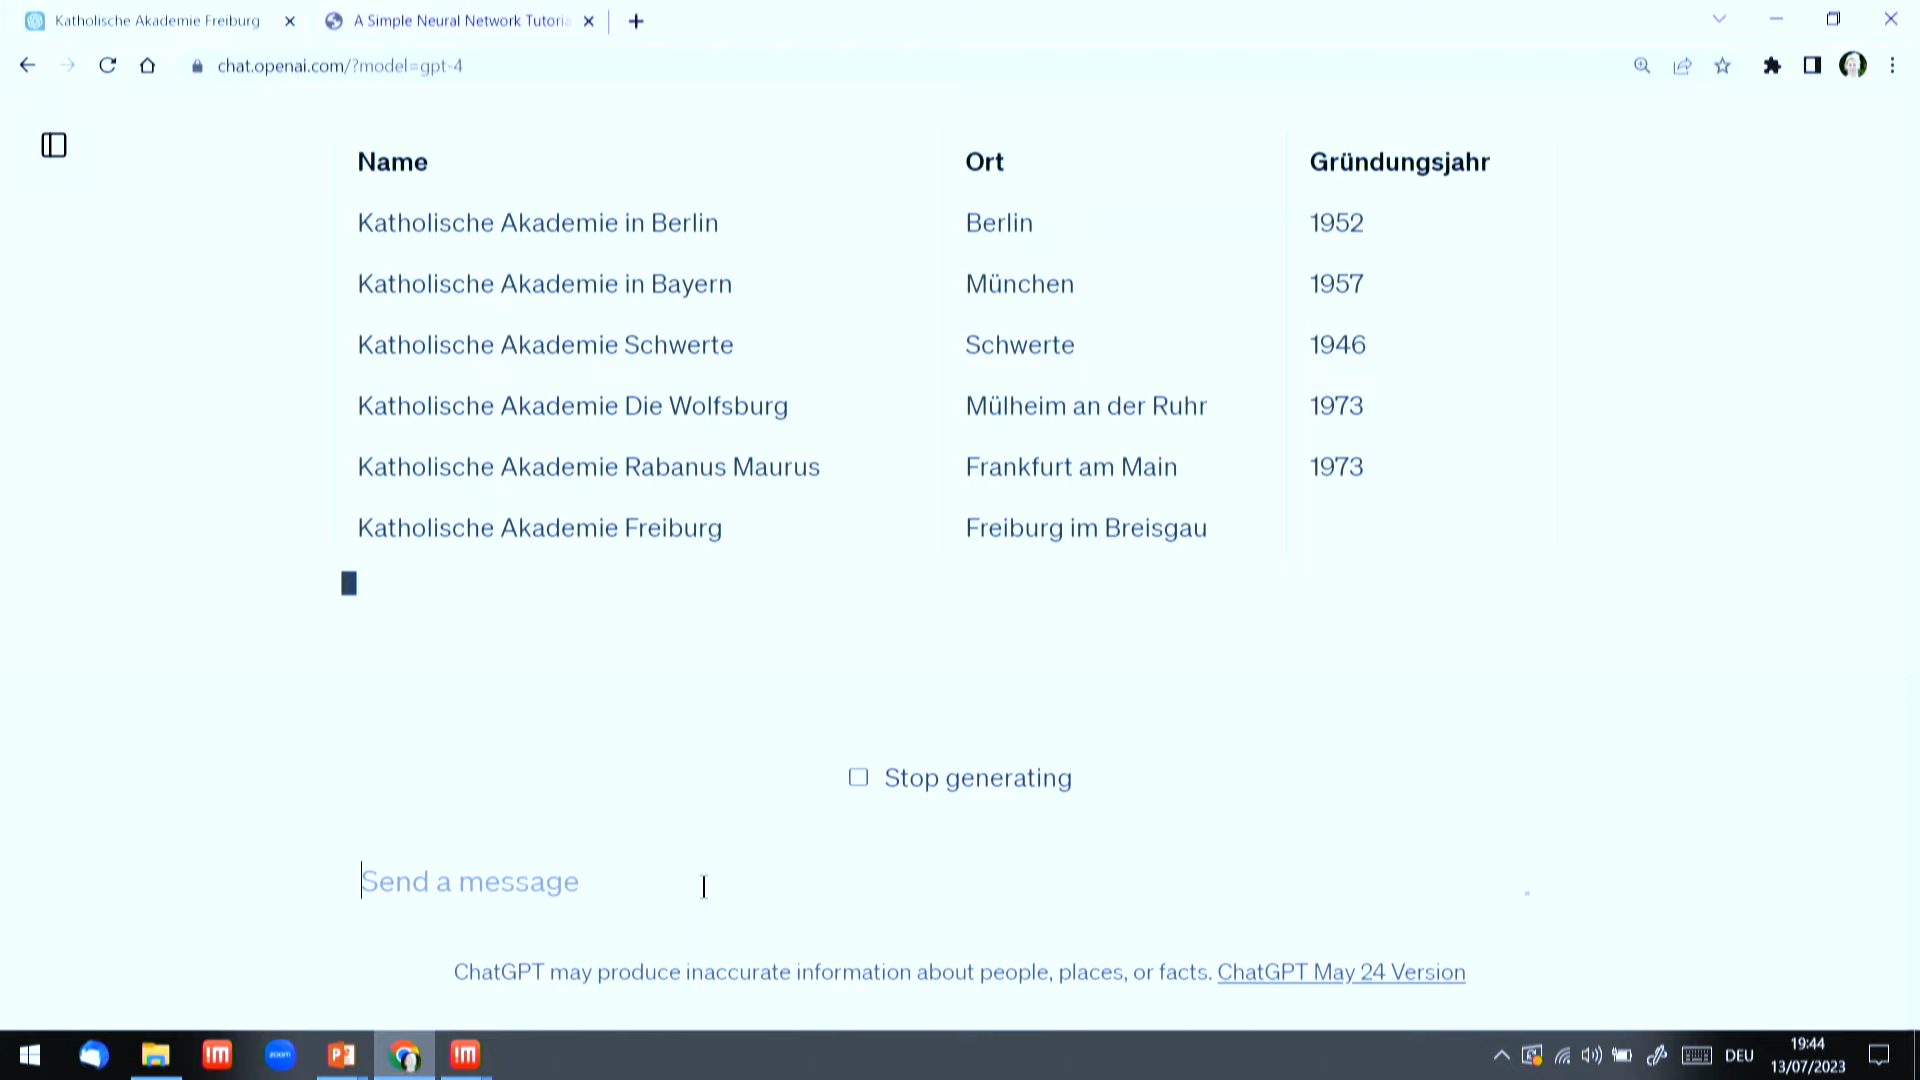 Katholische Akademie Freiburg
A Simple Neural Network Tutori
chat.openai.com/?model=gpt-4
Name Ort Gründungsjahr
Katholische Akademie in Berlin Berlin 1952
Katholische Akademie in Bayern München 1957
Katholische Akademie Schwerte Schwerte 1946
Katholische Akademie Die Wolfsburg Mülheim an der Ruhr 1973
Katholische Akademie Rabanus Maurus Frankfurt am Main 1973
Katholische Akademie Freiburg Freiburg im Breisgau
Stop generating
Send a message
ChatGPT may produce inaccurate information about people, places, or facts. ChatGPT May 24 Version
zoom
DEU
19:44
13/07/2023